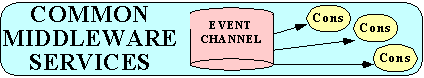 COMMON
MIDDLEWARE
SERVICES
EVENT
CHANNEL
Cons
Cons
Cons